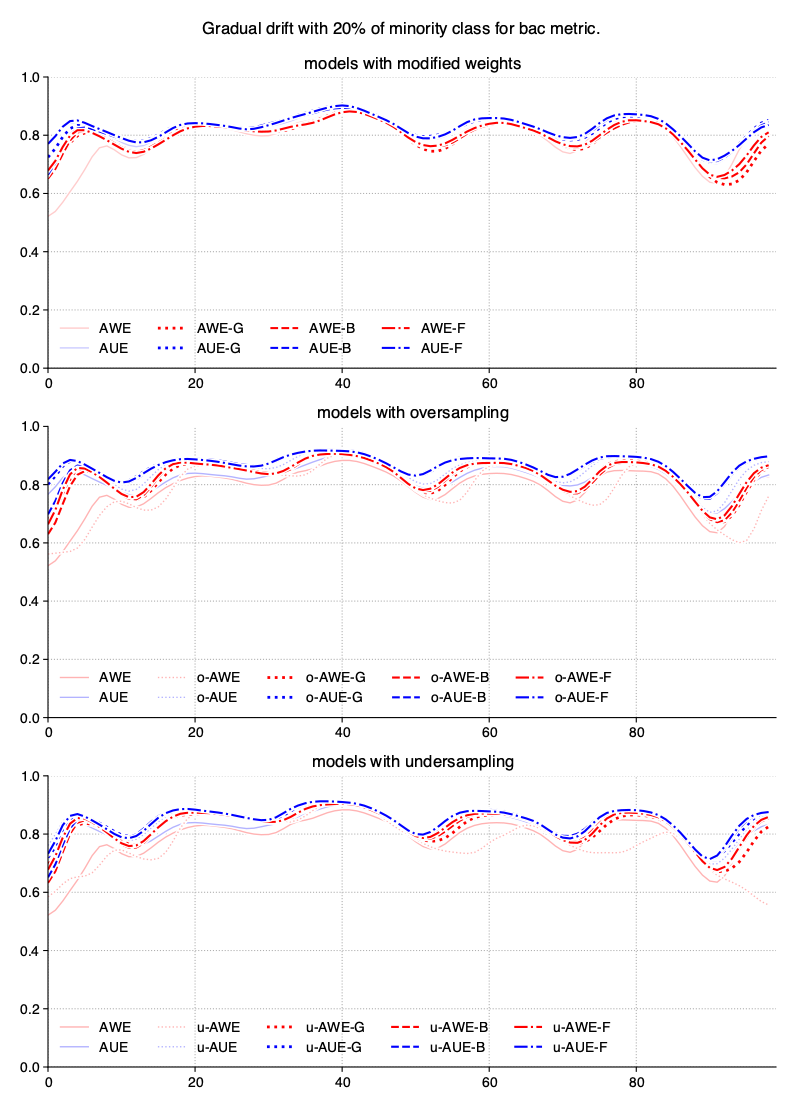 Gradual drift with 20% of minority class for bac metric.
models with modified weights
1.0
0.8
0.6
0.4
0.2
AWE AWE-G AWE-B AWE-F
AUE AUE-G AUE-B AUE-F
0.0
0 20 40 60 80
models with oversampling
1.0
0.8
0.6
0.4
0.2
AWE o-AWE o-AWE-G o-AWE-B o-AWE-F
AUE o-AUE o-AUE-G o-AUE-B o-AUE-F
0.0
0 20 40 60 80
models with undersampling
1.0
0.8
0.6
0.4
0.2
AWE u-AWE u-AWE-G u-AWE-B u-AWE-F
AUE u-AUE u-AUE-G u-AUE-B u-AUE-F
0.0
0 20 40 60 80